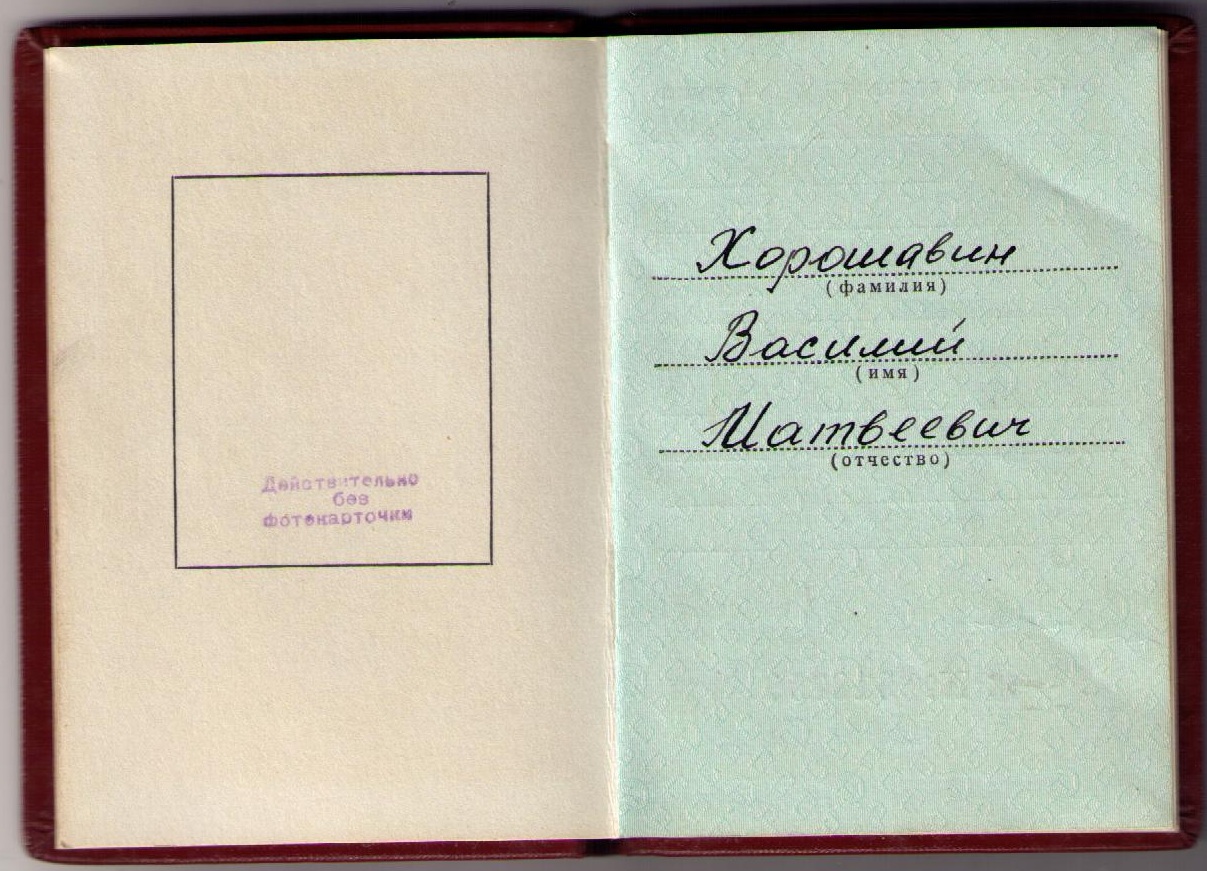 Действительно
без
фотокарточки
Хорошавин
(фамилия)
Василий
(имя)
Матвеевич
(отчество)